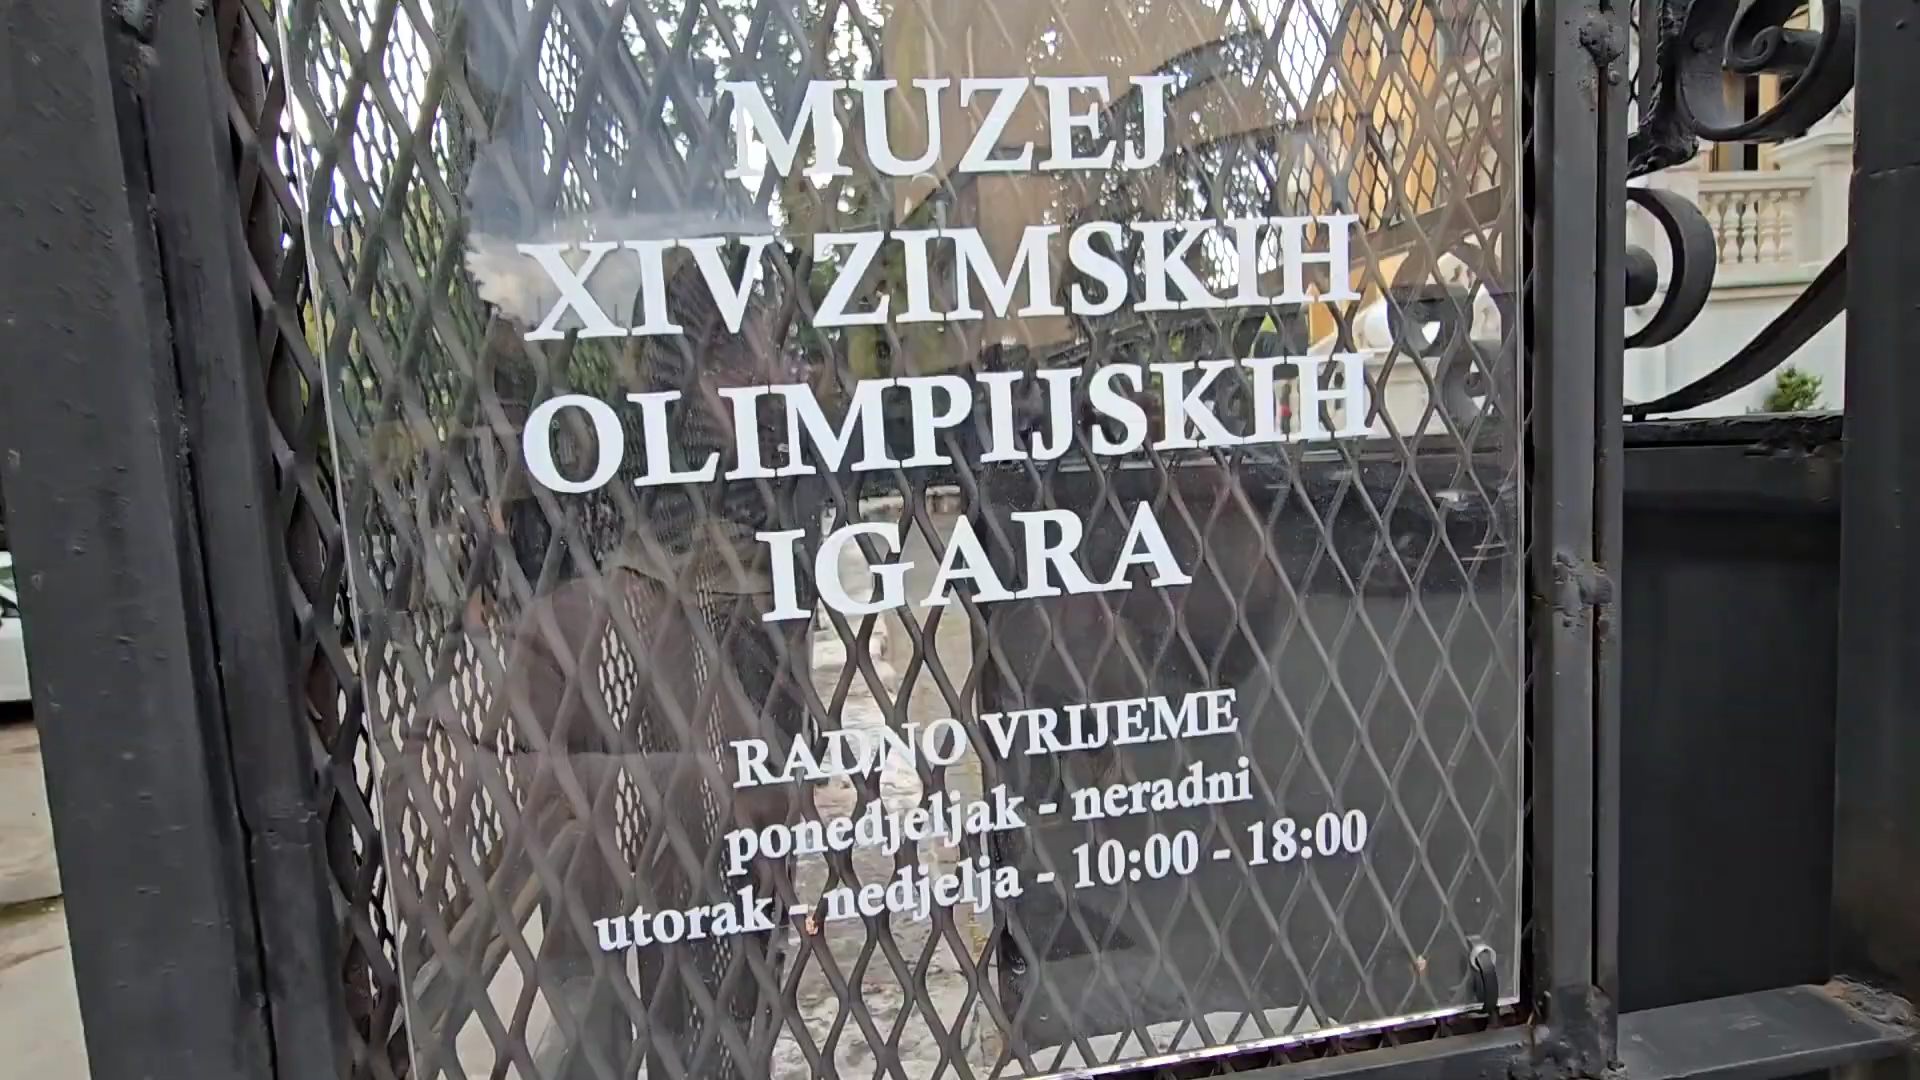 MUZEJ
XIV ZIMSKIH
OLIMPIJSKIH
IGARA
RADNO VRIJEME
ponedjeljak - neradni
utorak - nedjelja - 10:00 - 18:00